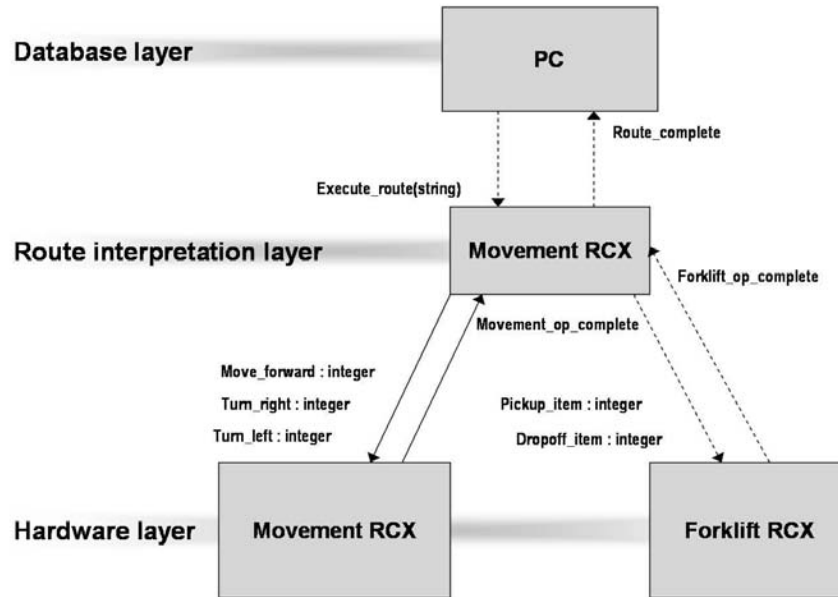 Database layer
PC
Route_complete
Execute_route(string)
Route interpretation layer
Movement RCX
Forklift_op_complete
Movement_op_complete
Move_forward : integer
Turn_right : integer
Pickup_item : integer
Turn_left : integer
Dropoff_item : integer
Hardware layer
Movement RCX
Forklift RCX